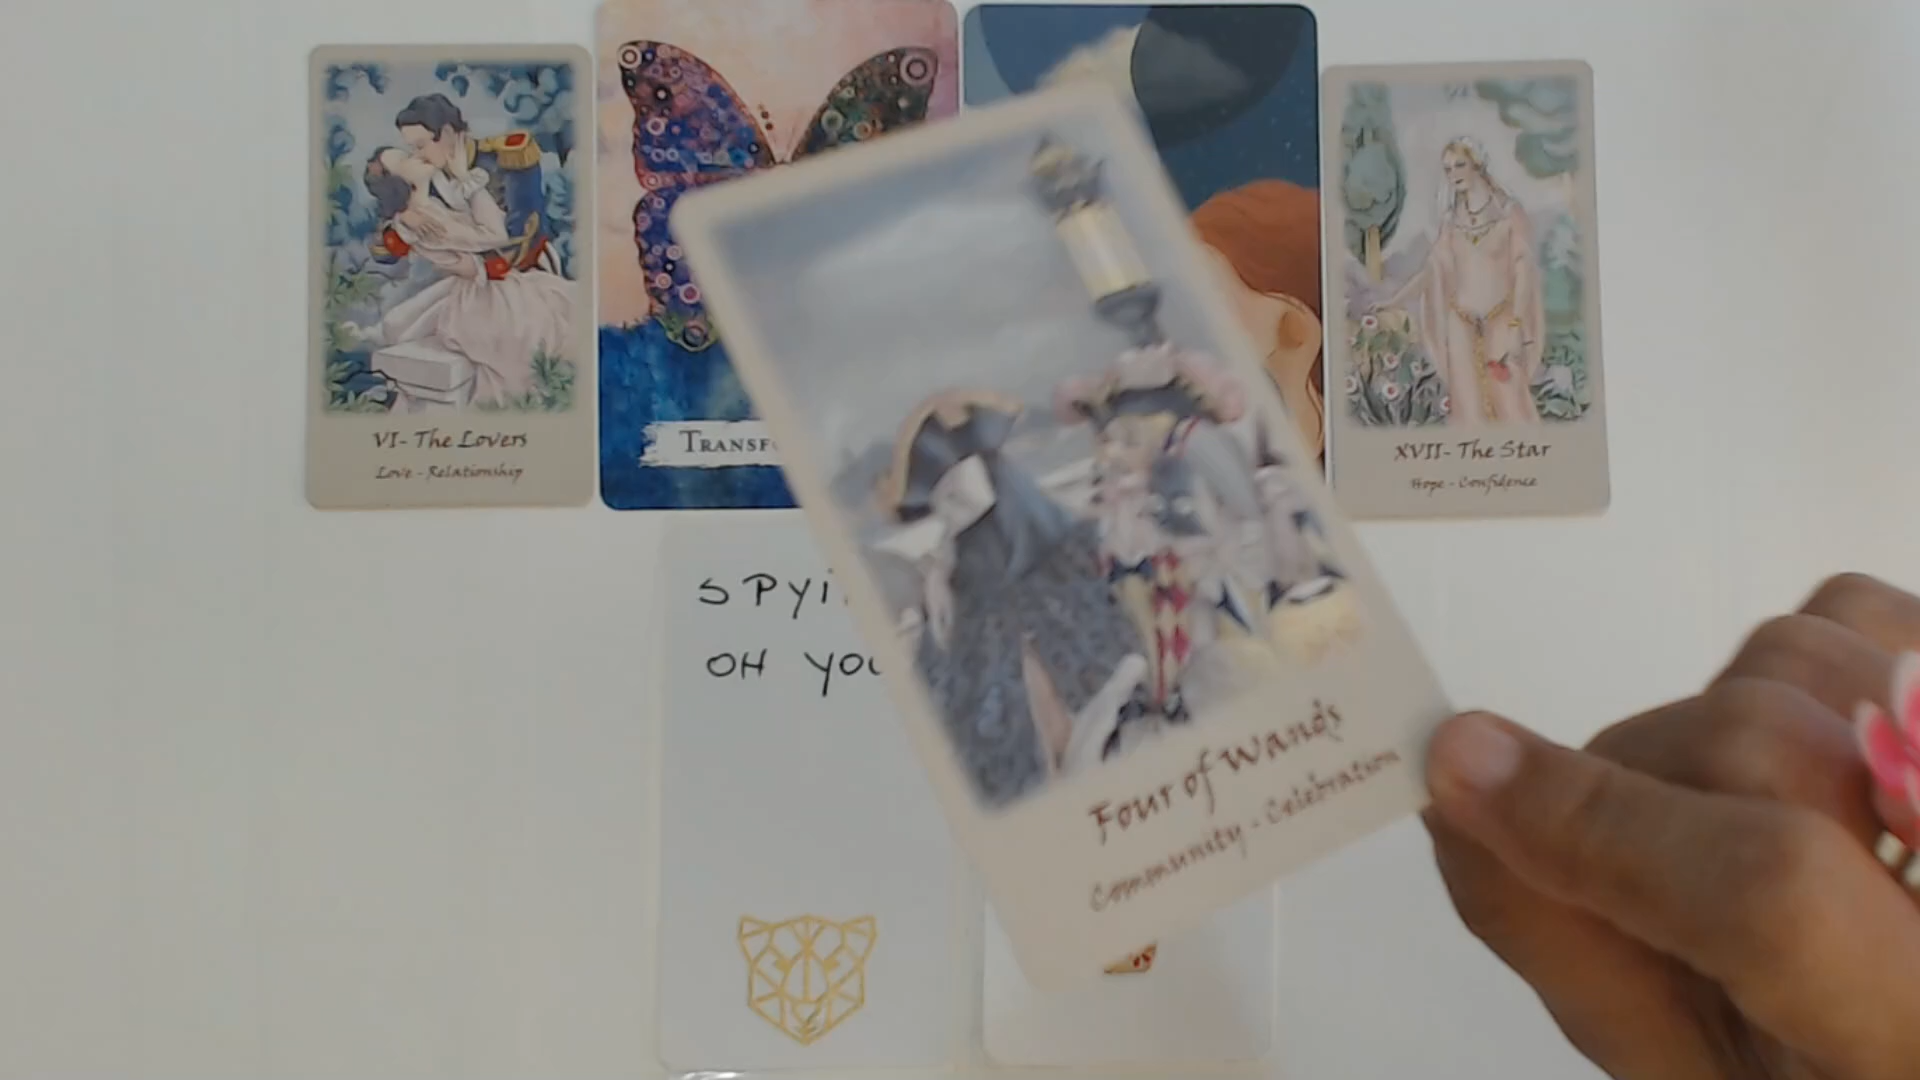 VI- The Lovers
Love - Relationship
TRANSF
XVII- The Star
Hope - Confidence
SPYI
OH YOU
Four of Wands
Community - Celebration